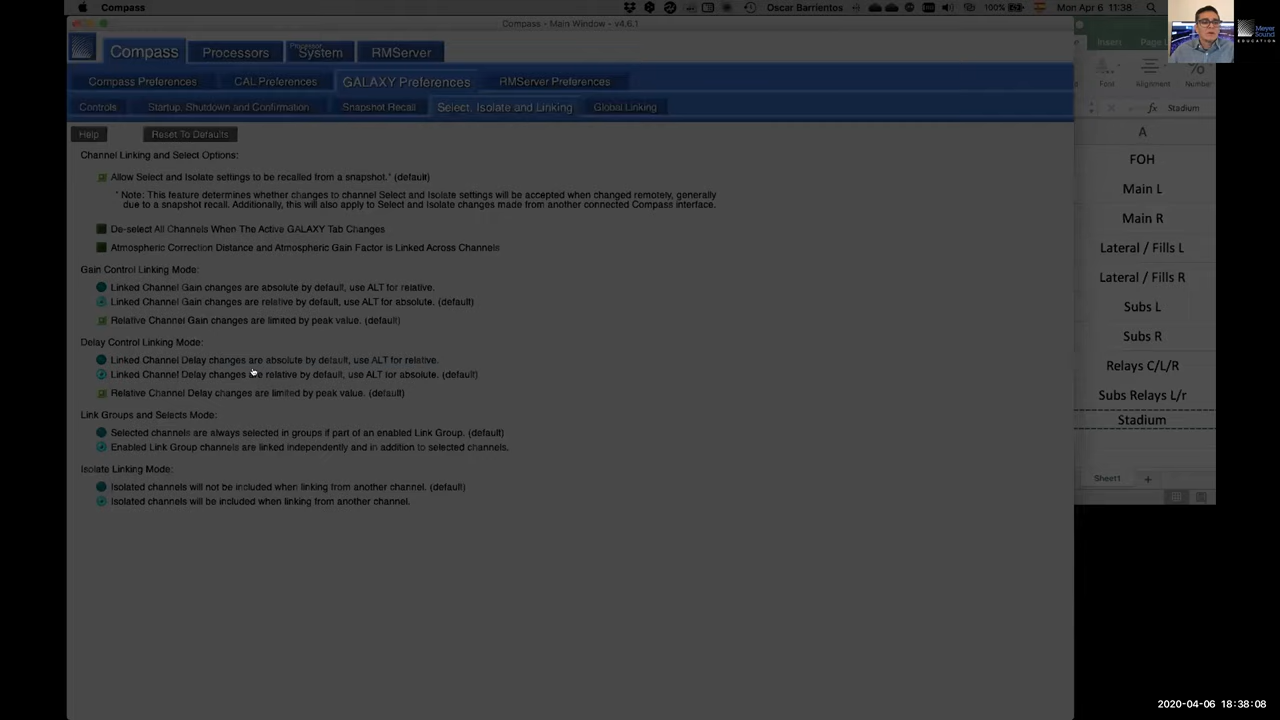 Compass
Oscar Barrientos
100%
Mon Apr 6 11:38
Compass - Main Window - v4.6.1
Compass
Processors
Processor
System
RMServer
Compass Preferences
CAL Preferences
GALAXY Preferences
RMServer Preferences
Controls
Startup, Shutdown and Confirmation
Snapshot Recall
Select, Isolate and Linking
Global Linking
Help
Reset To Defaults
Channel Linking and Select Options:
Allow Select and Isolate settings to be recalled from a snapshot.* (default)
* Note: This feature determines whether changes to channel Select and Isolate settings will be accepted when changed remotely, generally
due to a snapshot recall. Additionally, this will also apply to Select and Isolate changes made from another connected Compass interface.
De-select All Channels When The Active GALAXY Tab Changes
Atmospheric Correction Distance and Atmospheric Gain Factor is Linked Across Channels
Gain Control Linking Mode:
Linked Channel Gain changes are absolute by default, use ALT for relative.
Linked Channel Gain changes are relative by default, use ALT for absolute. (default)
Relative Channel Gain changes are limited by peak value. (default)
Delay Control Linking Mode:
Linked Channel Delay changes are absolute by default, use ALT for relative.
Linked Channel Delay changes are relative by default, use ALT for absolute. (default)
Relative Channel Delay changes are limited by peak value. (default)
Link Groups and Selects Mode:
Selected channels are always selected in groups if part of an enabled Link Group. (default)
Enabled Link Group channels are linked independently and in addition to selected channels.
Isolate Linking Mode:
Isolated channels will not be included when linking from another channel. (default)
Isolated channels will be included when linking from another channel.
Insert
Page L
Font
Alignment
%
Number
fx
Stadium
A
FOH
Main L
Main R
Lateral / Fills L
Lateral / Fills R
Subs L
Subs R
Relays C/L/R
Subs Relays L/r
Stadium
Sheet1
+
Meyer
Sound
EDUCATION
2020-04-06 18:38:08